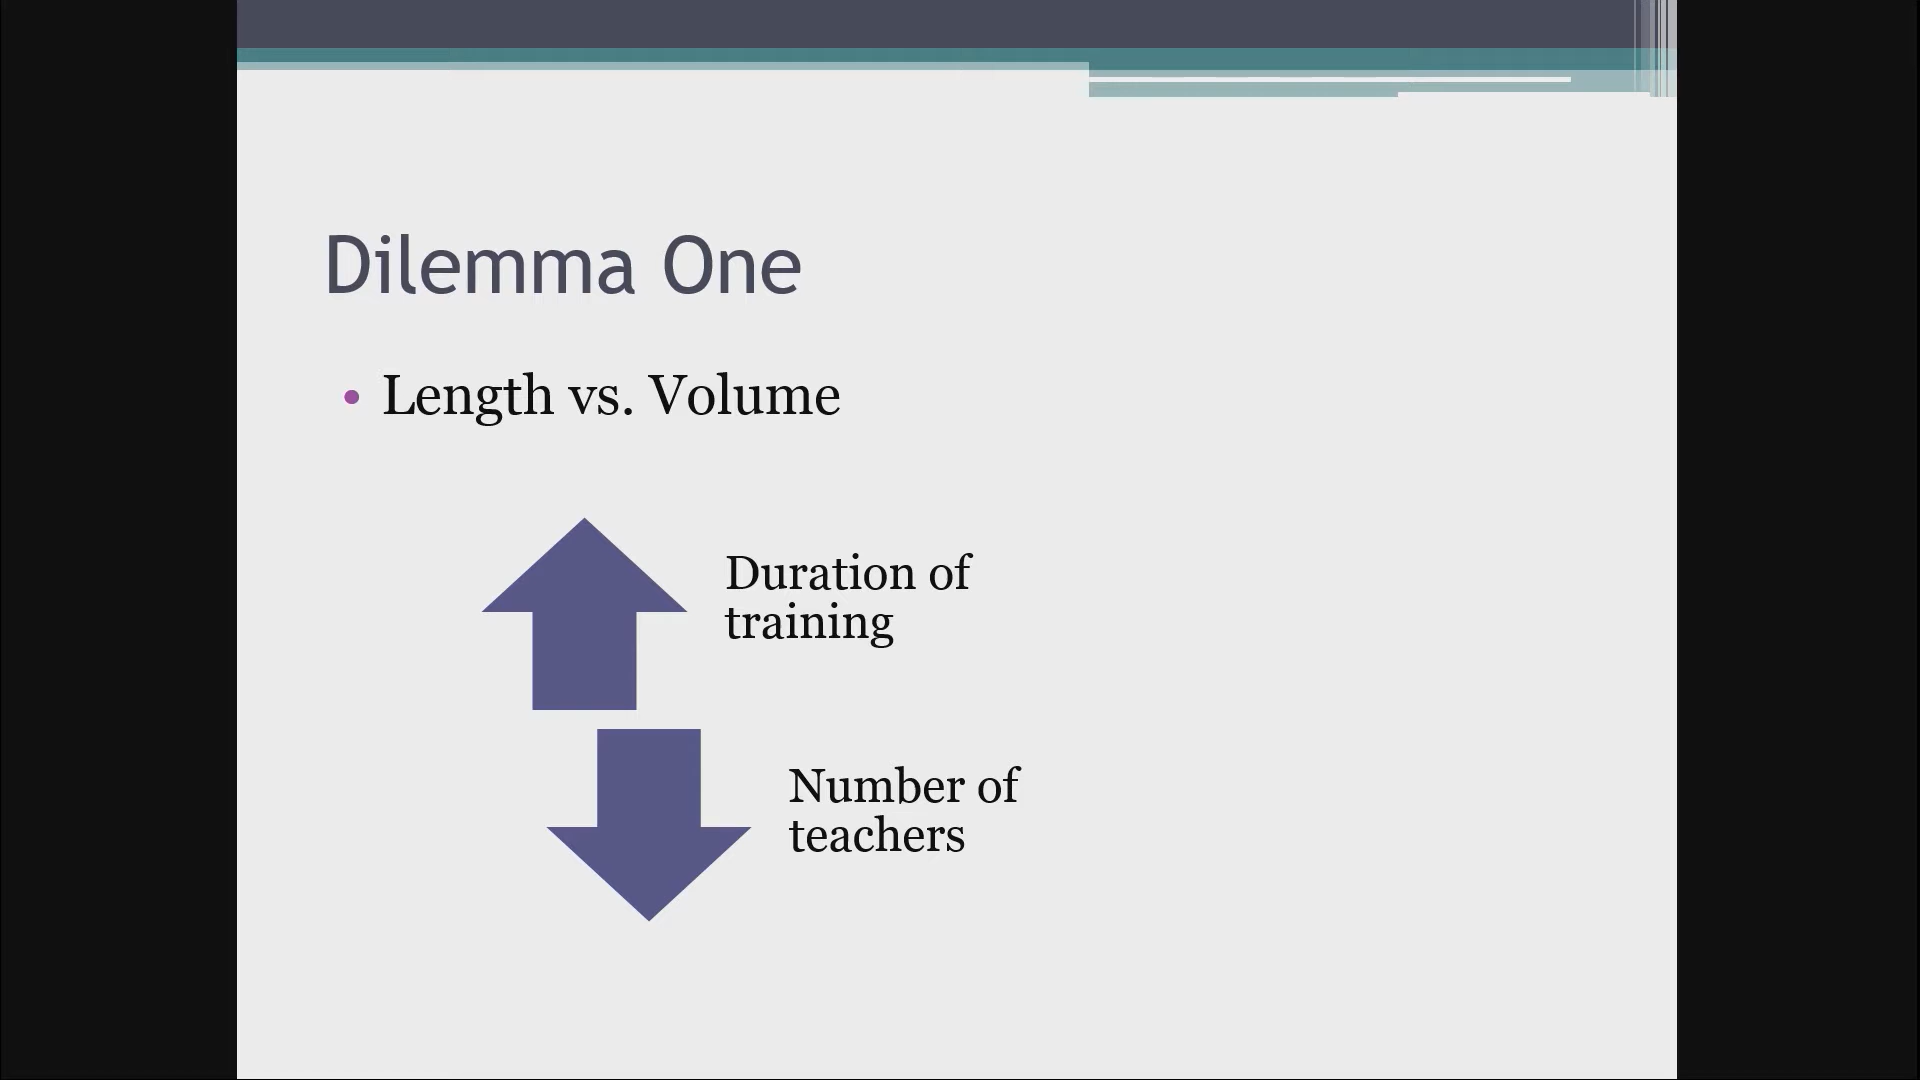 Dilemma One
• Length vs. Volume
Duration of
training
Number of
teachers